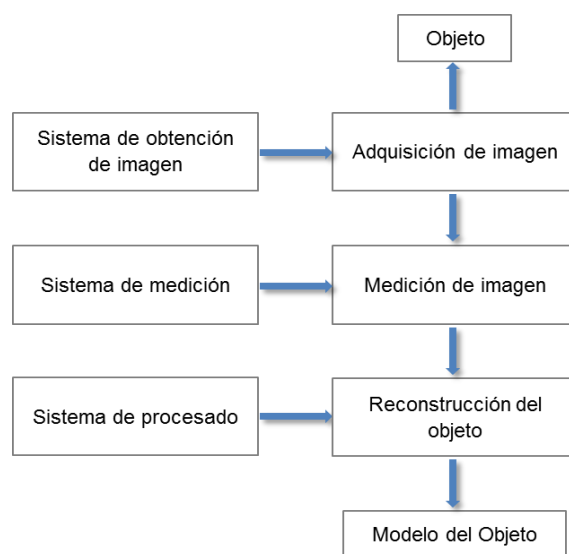 Objeto
Sistema de obtención
de imagen
Adquisición de imagen
Sistema de medición
Medición de imagen
Sistema de procesado
Reconstrucción del
objeto
Modelo del Objeto